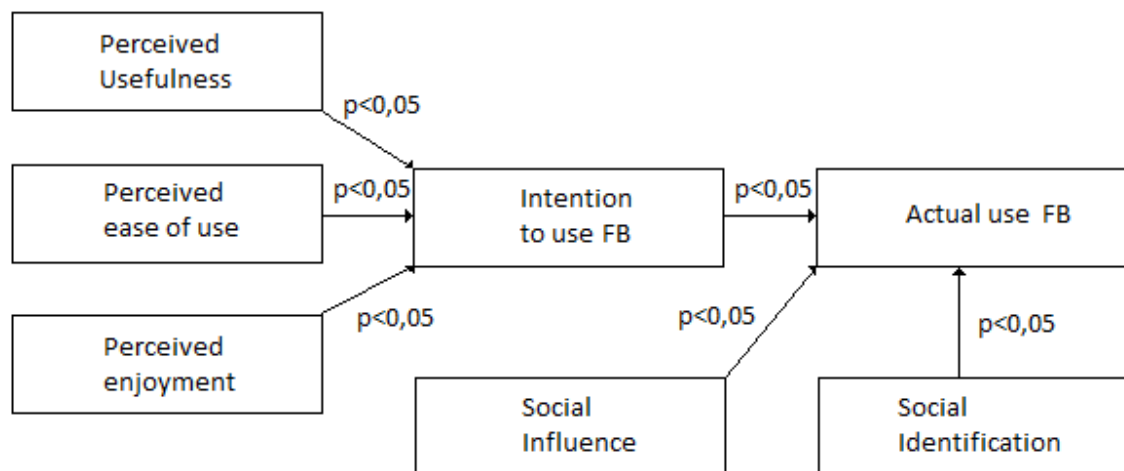 Perceived
Usefulness
p<0,05
Perceived
ease of use
p<0,05
Intention
to use FB
p<0,05
Actual use FB
Perceived
enjoyment
p<0,05
p<0,05
p<0,05
Social
Influence
Social
Identification